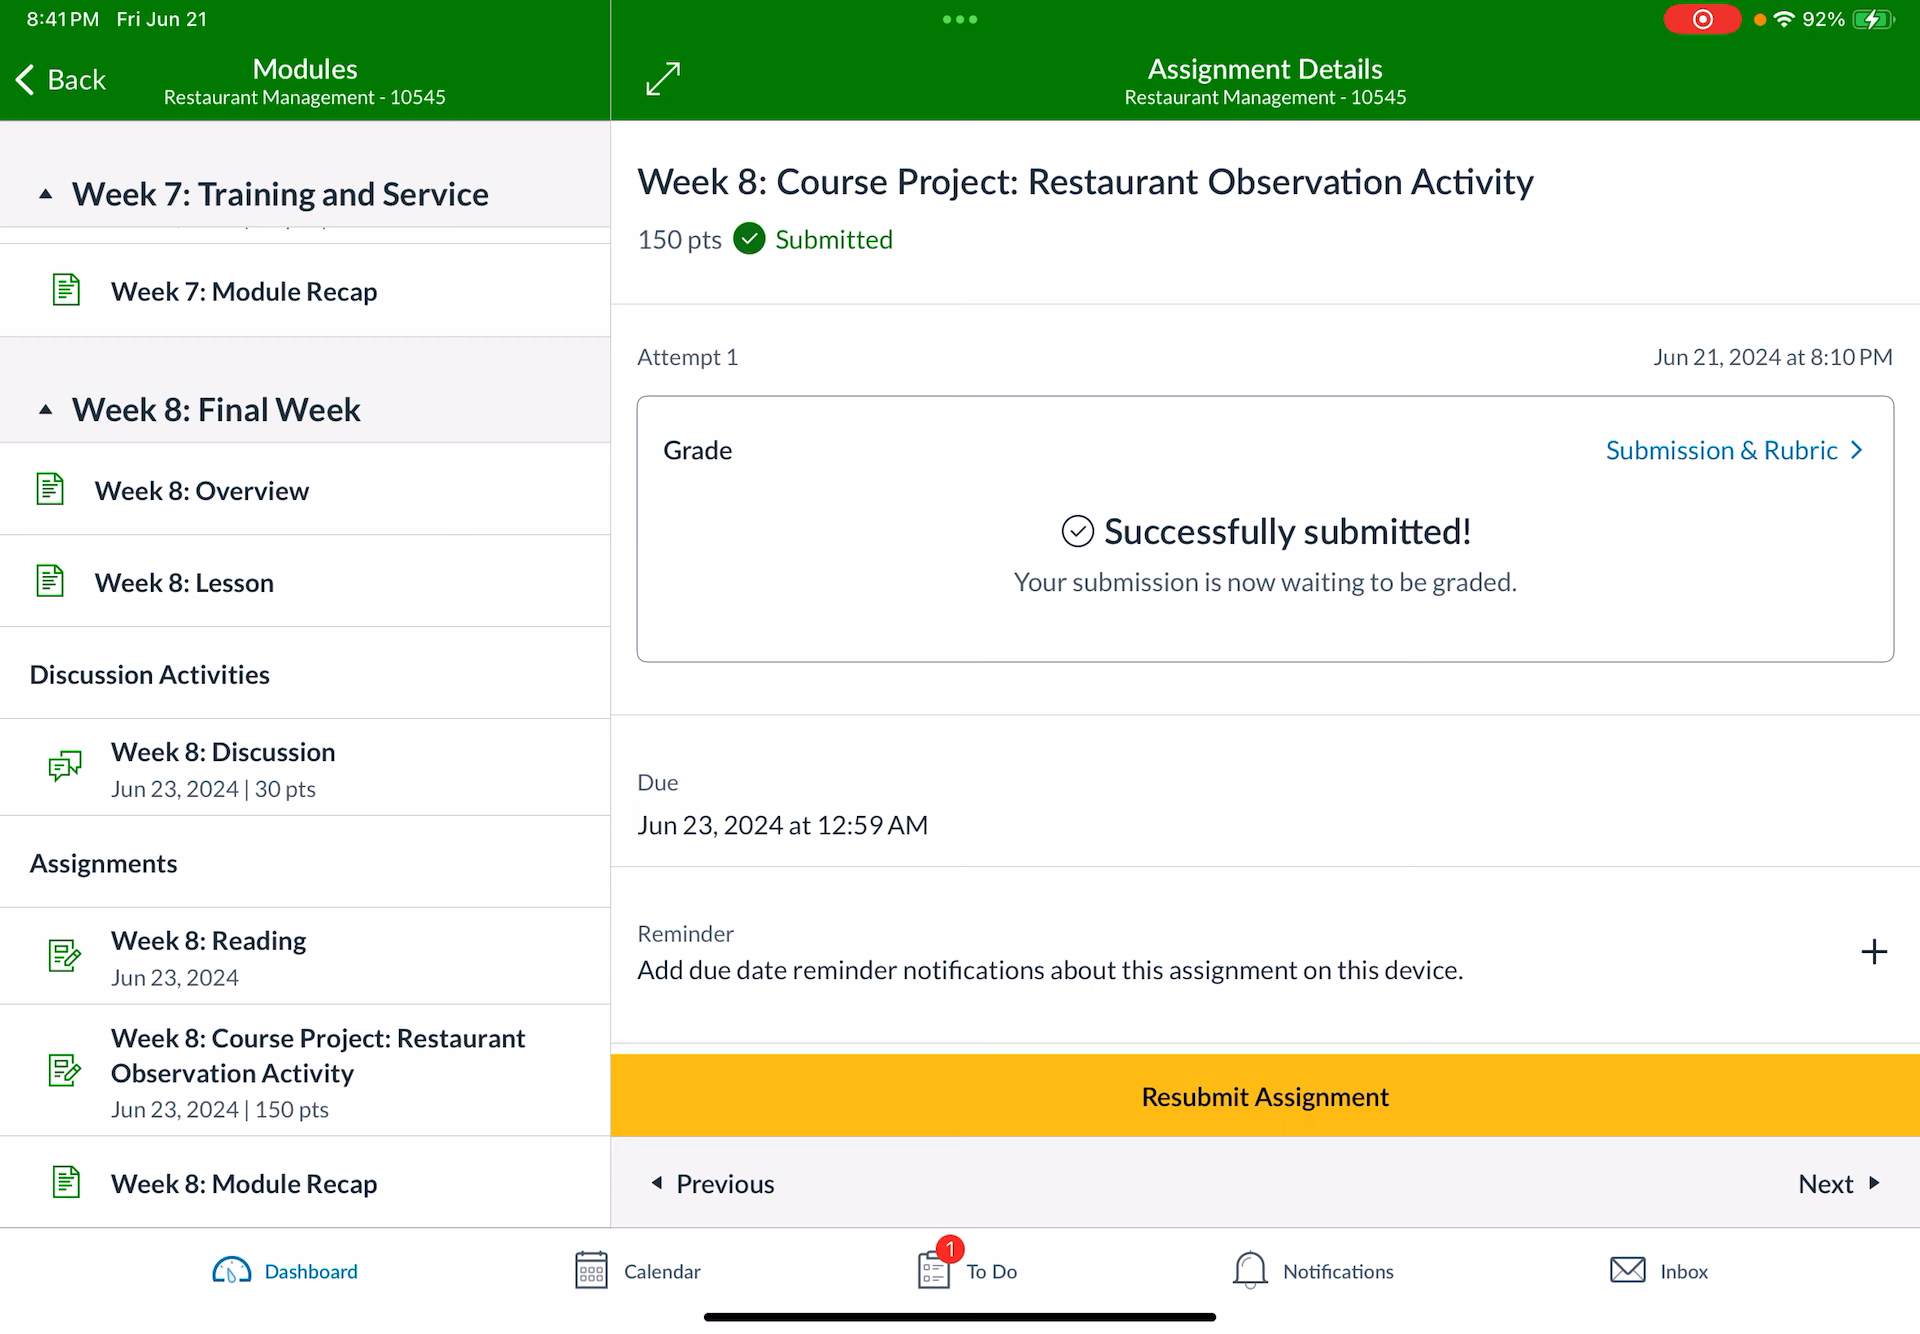 8:41 PM Fri Jun 21
92%
Back
Modules
Restaurant Management - 10545
Assignment Details
Restaurant Management - 10545
Week 7: Training and Service
Week 7: Module Recap
Week 8: Final Week
Week 8: Overview
Week 8: Lesson
Discussion Activities
Week 8: Discussion
Jun 23, 2024 | 30 pts
Assignments
Week 8: Reading
Jun 23, 2024
Week 8: Course Project: Restaurant
Observation Activity
Jun 23, 2024 | 150 pts
Week 8: Module Recap
Week 8: Course Project: Restaurant Observation Activity
150 pts Submitted
Attempt 1
Jun 21, 2024 at 8:10 PM
Grade
Submission & Rubric
Successfully submitted!
Your submission is now waiting to be graded.
Due
Jun 23, 2024 at 12:59 AM
Reminder
Add due date reminder notifications about this assignment on this device.
Resubmit Assignment
Previous
Next
Dashboard
Calendar
1
To Do
Notifications
Inbox